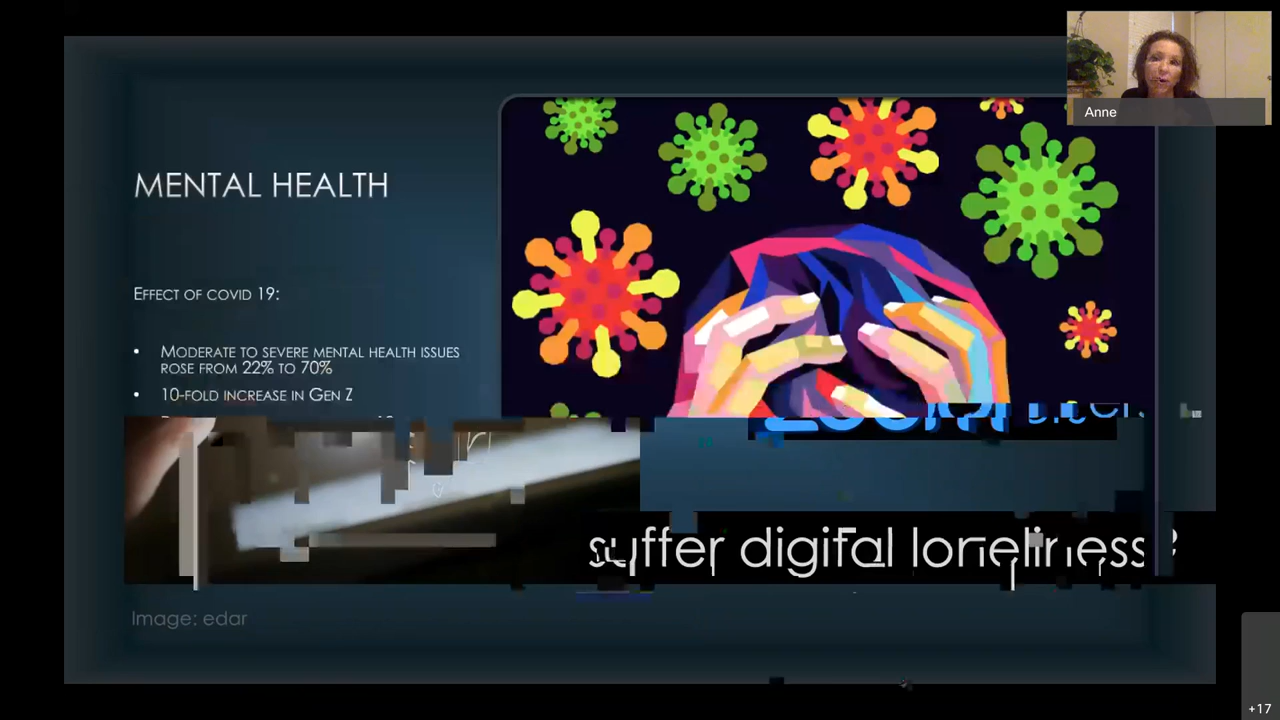 Anne
MENTAL HEALTH
EFFECT OF COVID 19:
• MODERATE TO SEVERE MENTAL HEALTH ISSUES
RISE FROM 22% TO 70%
• 10-FOLD INCREASE IN GEN Z
suffer digital loneliness?
Image: edar
+17